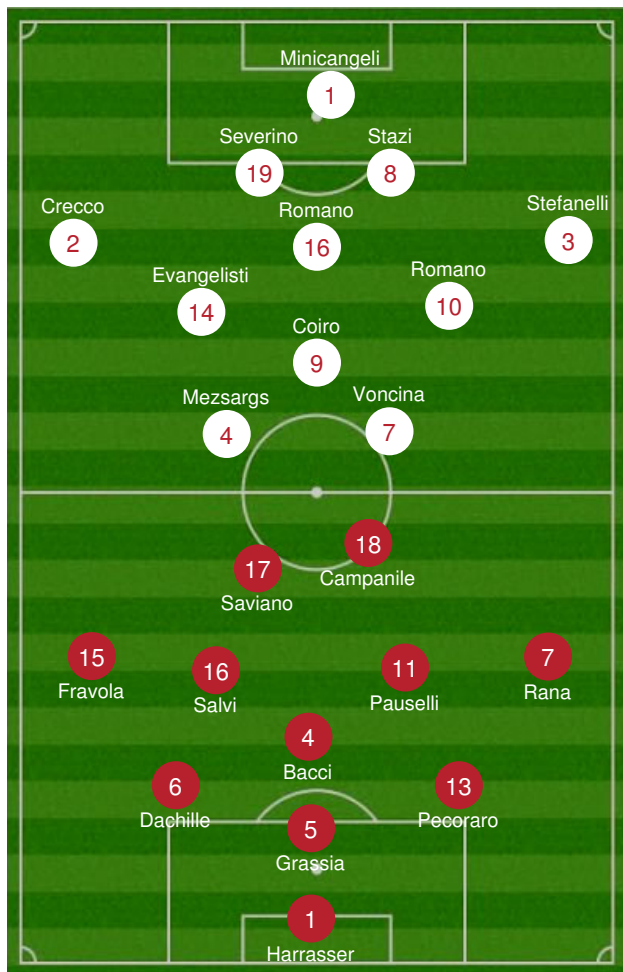 Minicangeli
1
Severino
Stazi
19
8
Crecco
Romano
Stefanelli
2
16
3
Evangelisti
Romano
14
10
Coiro
9
Mezsargs
Voncina
4
7
18
17
Campanile
Saviano
15
16
11
7
Fravola
Salvi
Pauselli
Rana
4
Bacci
6
13
Dachille
Pecoraro
5
Grassia
1
Harrasser